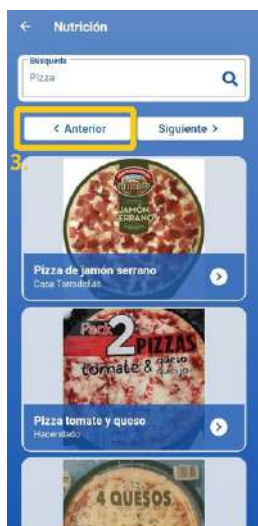 Nutrición
Búsqueda
Pizza
< Anterior
Siguiente >
3.
JAMÓN
SERRANO
Pizza de jamón serrano
Casa Tarradellas
Pack 2
PIZZAS
tomate & queso
queijo
Pizza tomate y queso
Hacendado
4 QUESOS